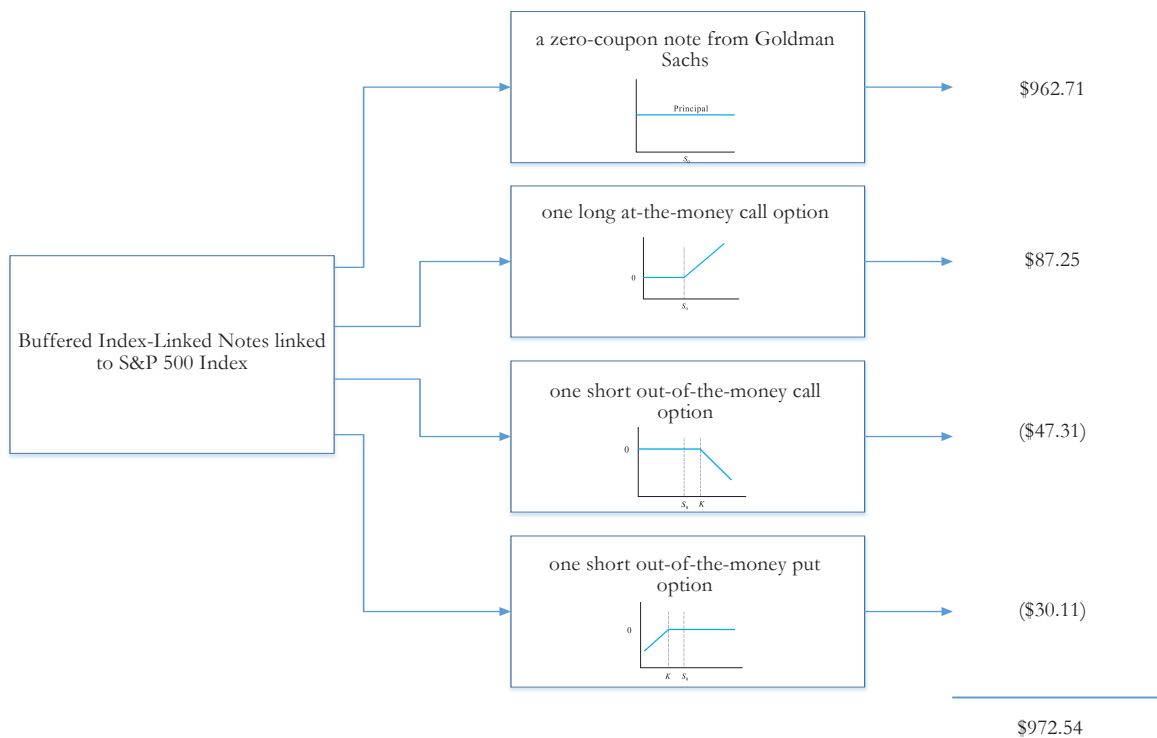 a zero-coupon note from Goldman
Sachs
Principal
S₀
$962.71
one long at-the-money call option
0
S₀
$87.25
Buffered Index-Linked Notes linked
to S&P 500 Index
one short out-of-the-money call
option
0
S₀ K
($47.31)
one short out-of-the-money put
option
0
K S₀
($30.11)
$972.54